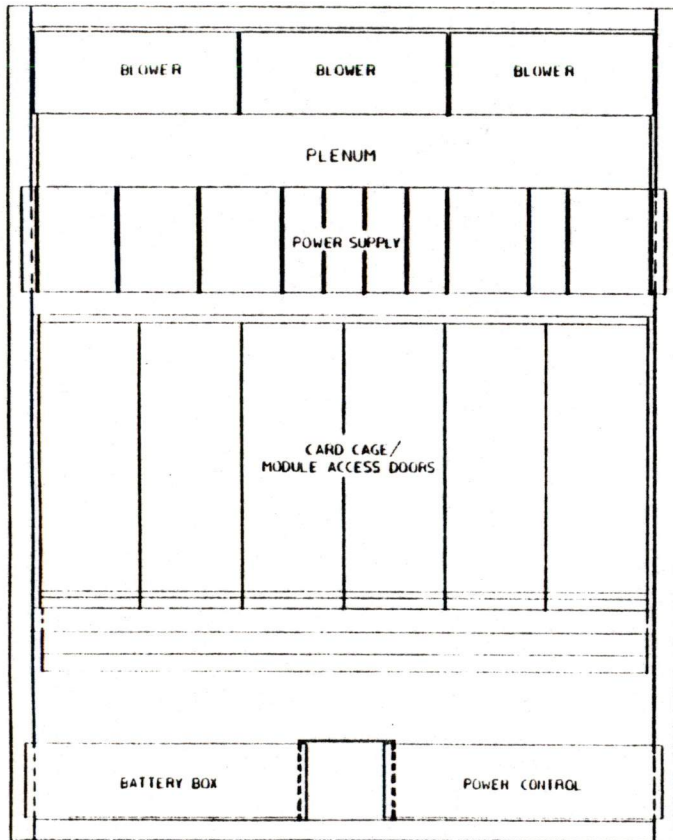 BLOWER BLOWER BLOWER
PLENUM
POWER SUPPLY
CARD CAGE/
MODULE ACCESS DOORS
BATTERY BOX POWER CONTROL